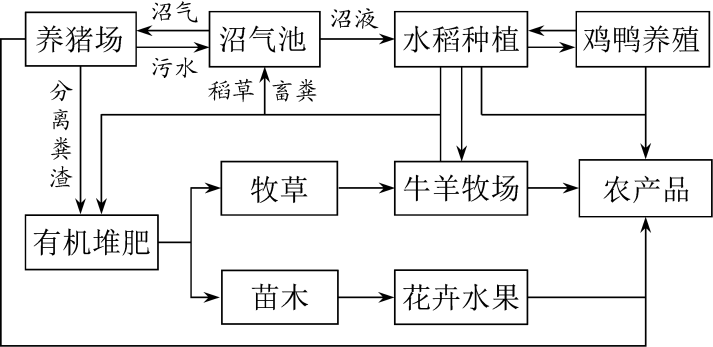 沼气
沼液
养猪场
沼气池
水稻种植
鸡鸭养殖
污水
稻草
畜粪
分离粪渣
牧草
牛羊牧场
农产品
有机堆肥
苗木
花卉水果